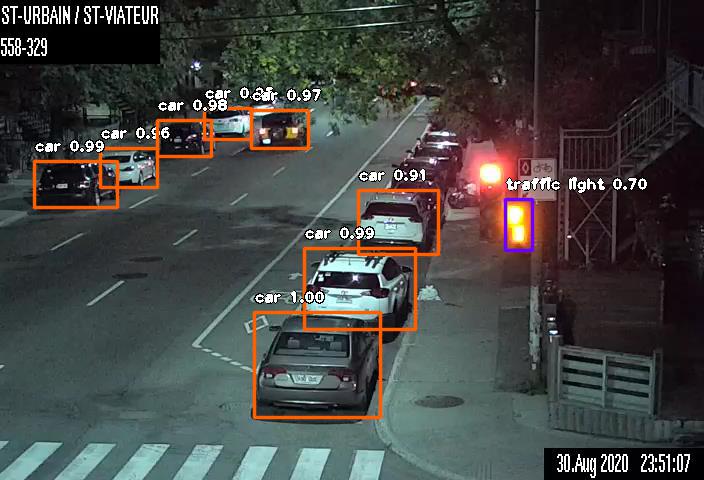 ST-URBAIN / ST-VIATEUR
558-329
car 0.97
car 0.98
car 0.96
car 0.99
car 0.91
traffic light 0.70
car 0.99
car 1.00
30.Aug 2020 23:51:07